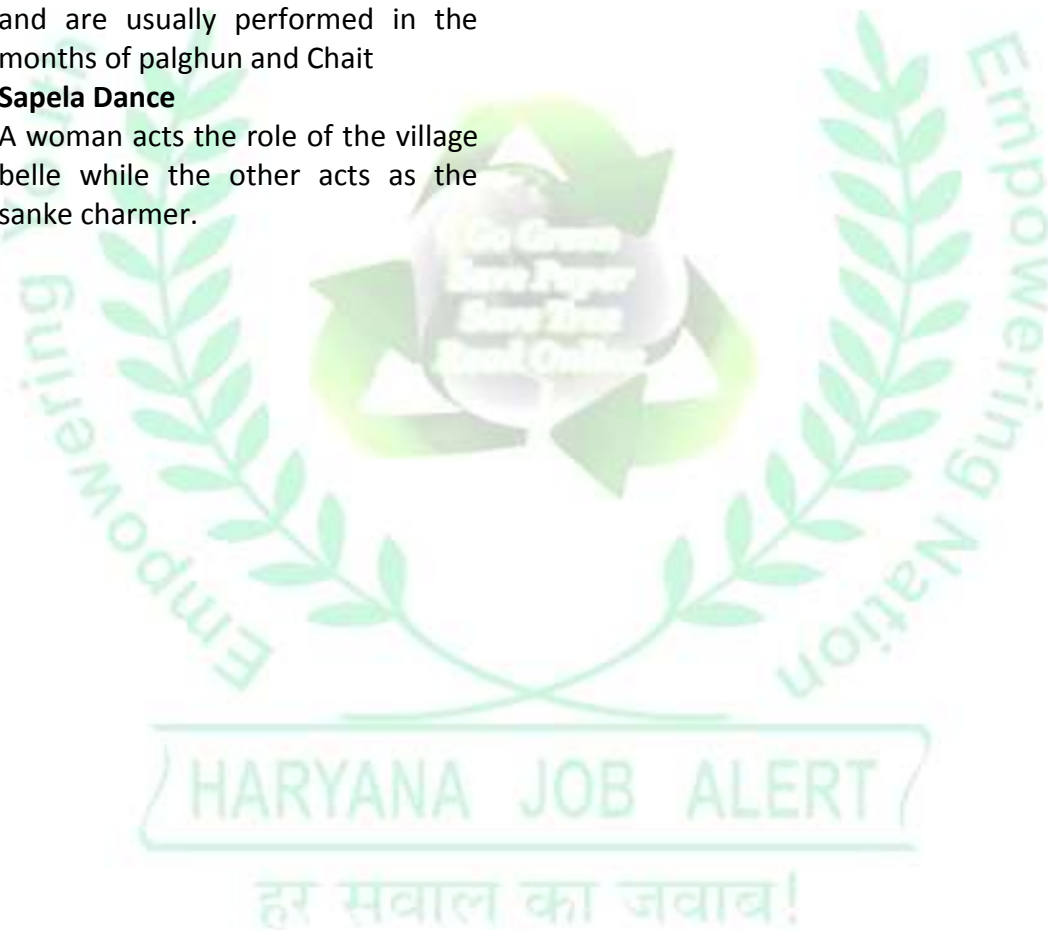 and are usually performed in the
months of palghun and Chait
Sapela Dance
A woman acts the role of the village
belle while the other acts as the
sanke charmer.
Go Green
Save Paper
Save Tree
Read Online
Empowering You
Empowering Nation
HARYANA JOB ALERT
हर सवाल का जवाब!